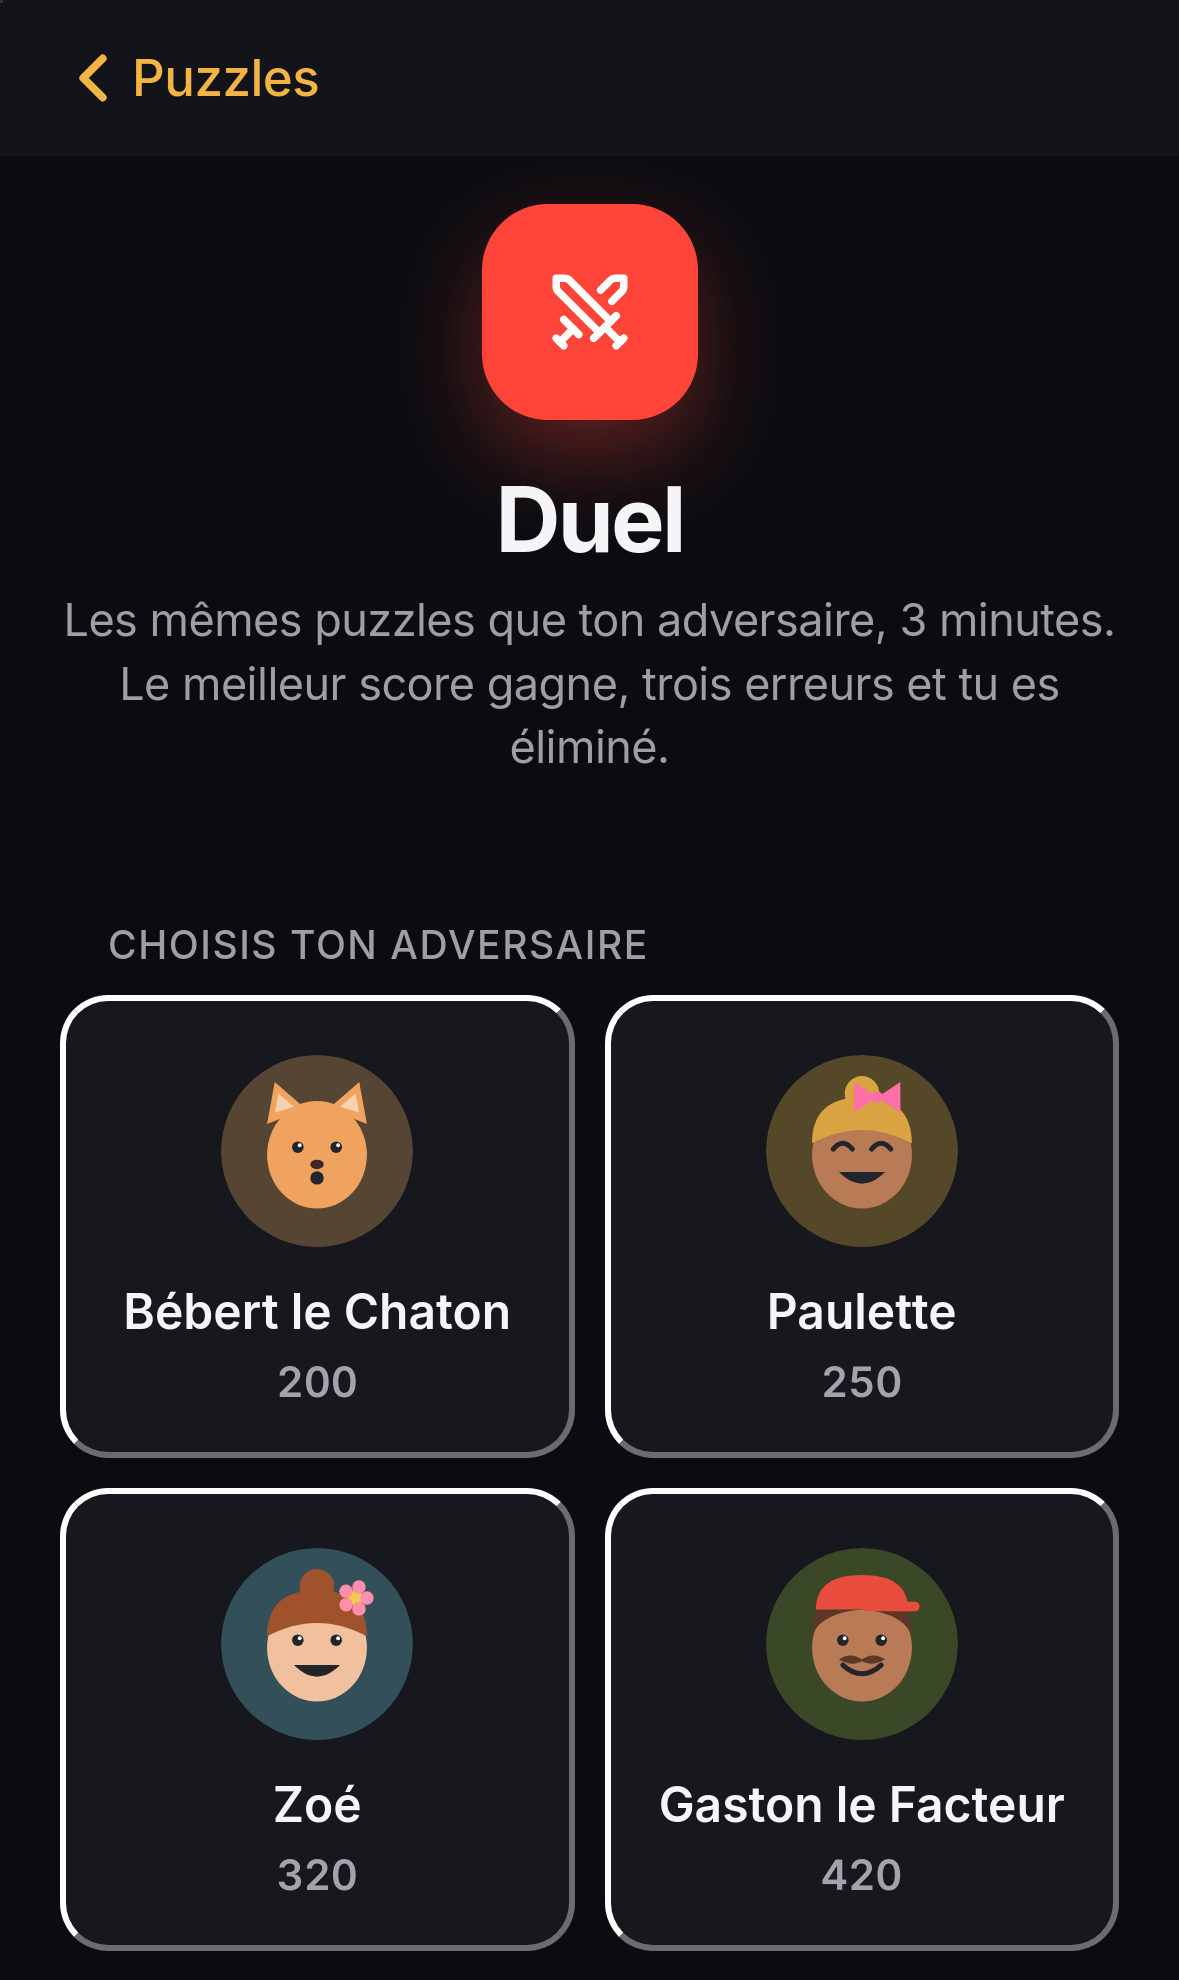 Puzzles
Duel
Les mêmes puzzles que ton adversaire, 3 minutes.
Le meilleur score gagne, trois erreurs et tu es
éliminé.
CHOISIS TON ADVERSAIRE
Bébert le Chaton
200
Paulette
250
Zoé
320
Gaston le Facteur
420